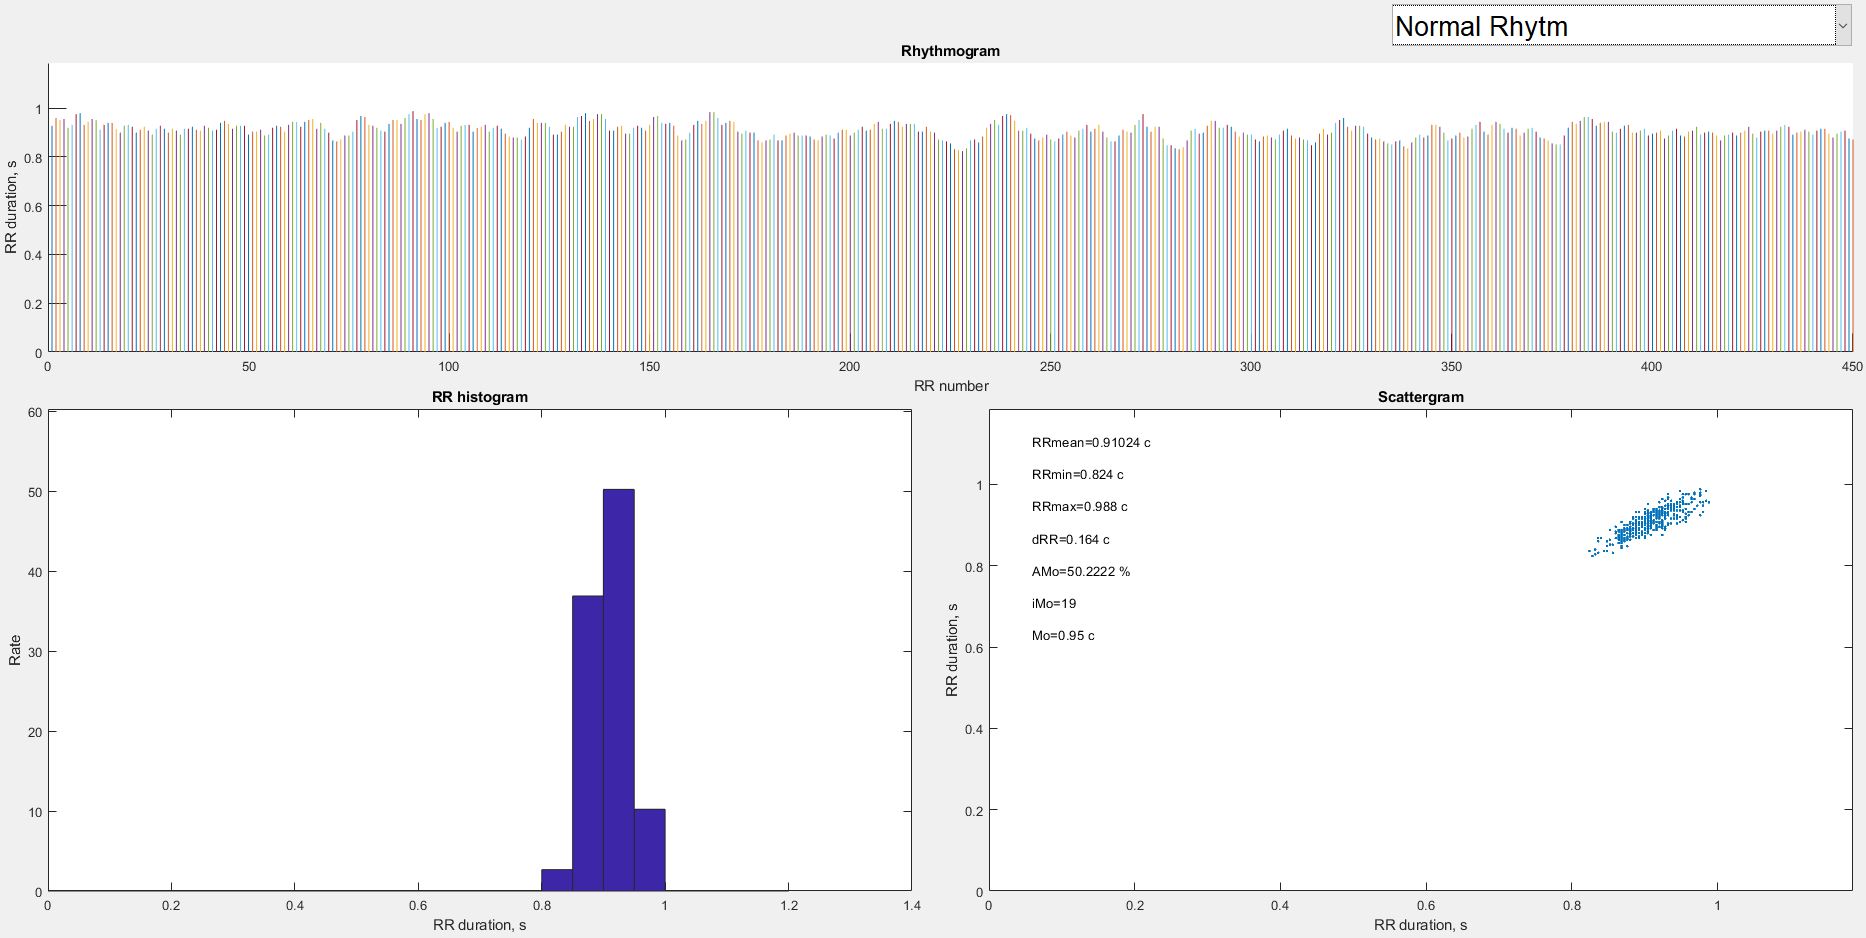 Normal Rhytm
Rhythmogram
RR duration, s
1
0.8
0.6
0.4
0.2
0
0 50 100 150 200 250 300 350 400 450
RR number
RR histogram
Rate
60
50
40
30
20
10
0
0 0.2 0.4 0.6 0.8 1 1.2 1.4
RR duration, s
Scattergram
RRmean=0.91024 c
RRmin=0.824 c
RRmax=0.988 c
dRR=0.164 c
AMo=50.2222 %
iMo=19
Mo=0.95 c
RR duration, s
1
0.8
0.6
0.4
0.2
0
0 0.2 0.4 0.6 0.8 1
RR duration, s